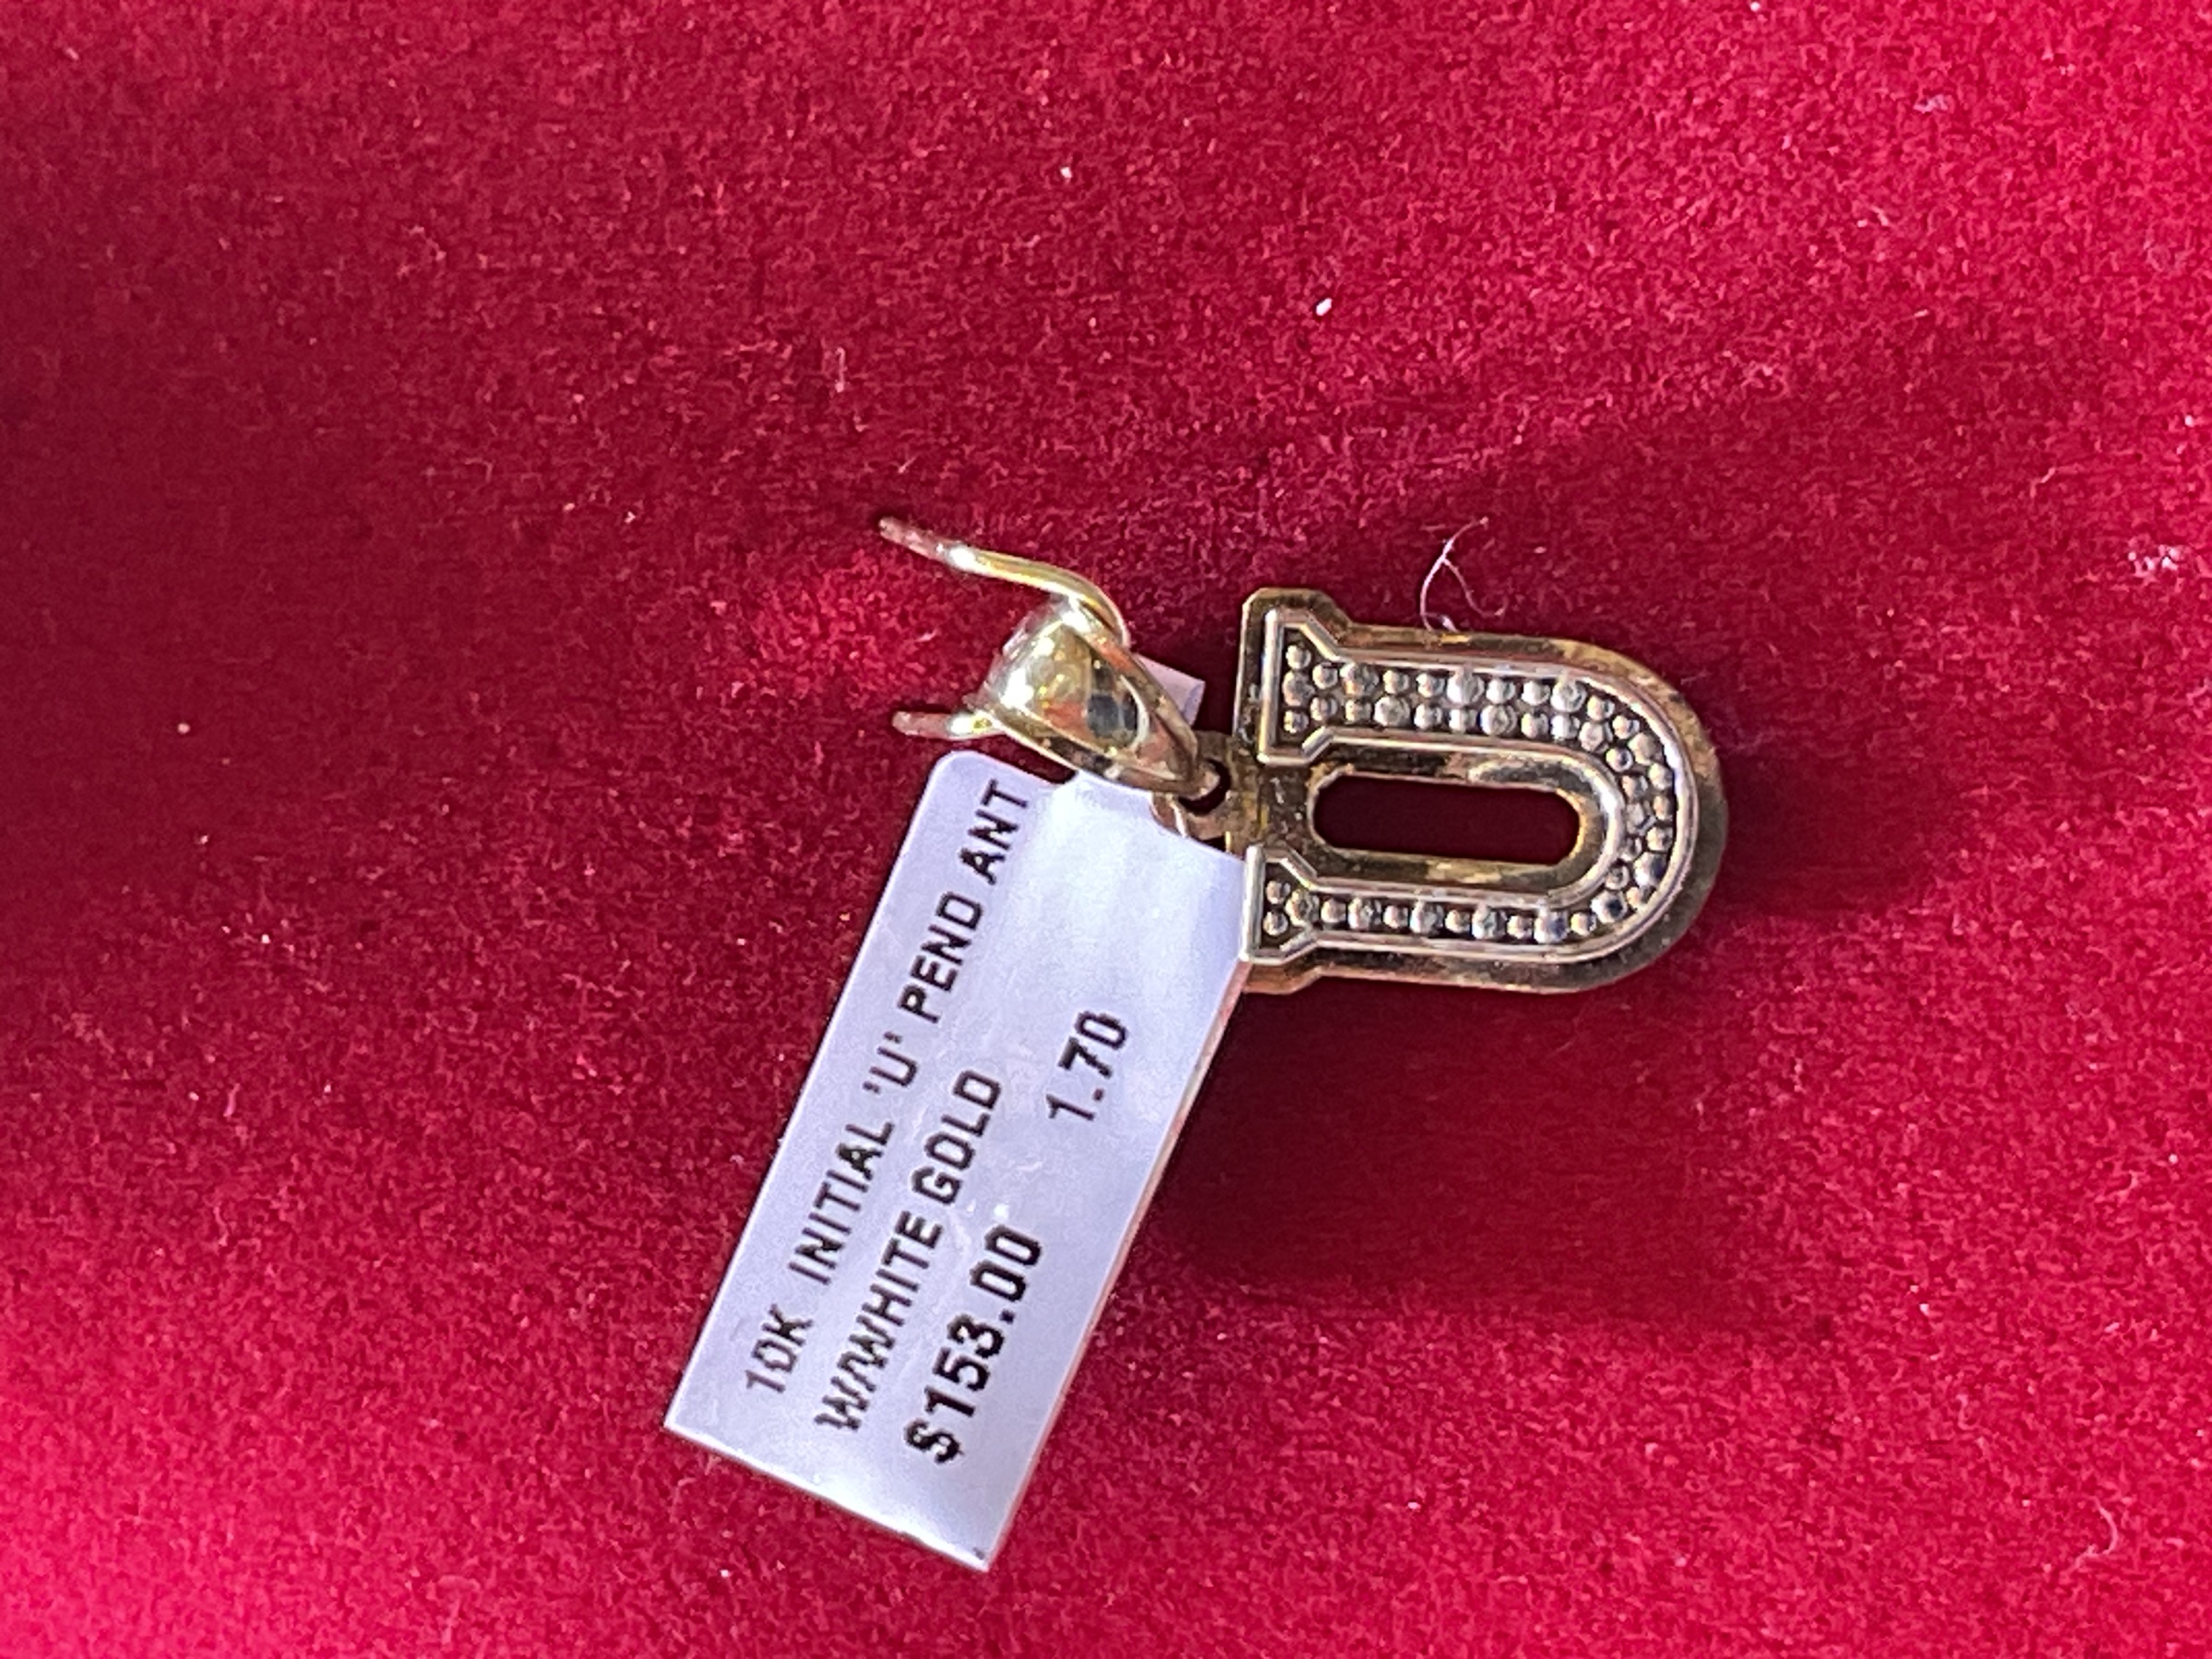 10K INITIAL 'U' PEND ANT
W/WHITE GOLD
$153.00 1.70
U